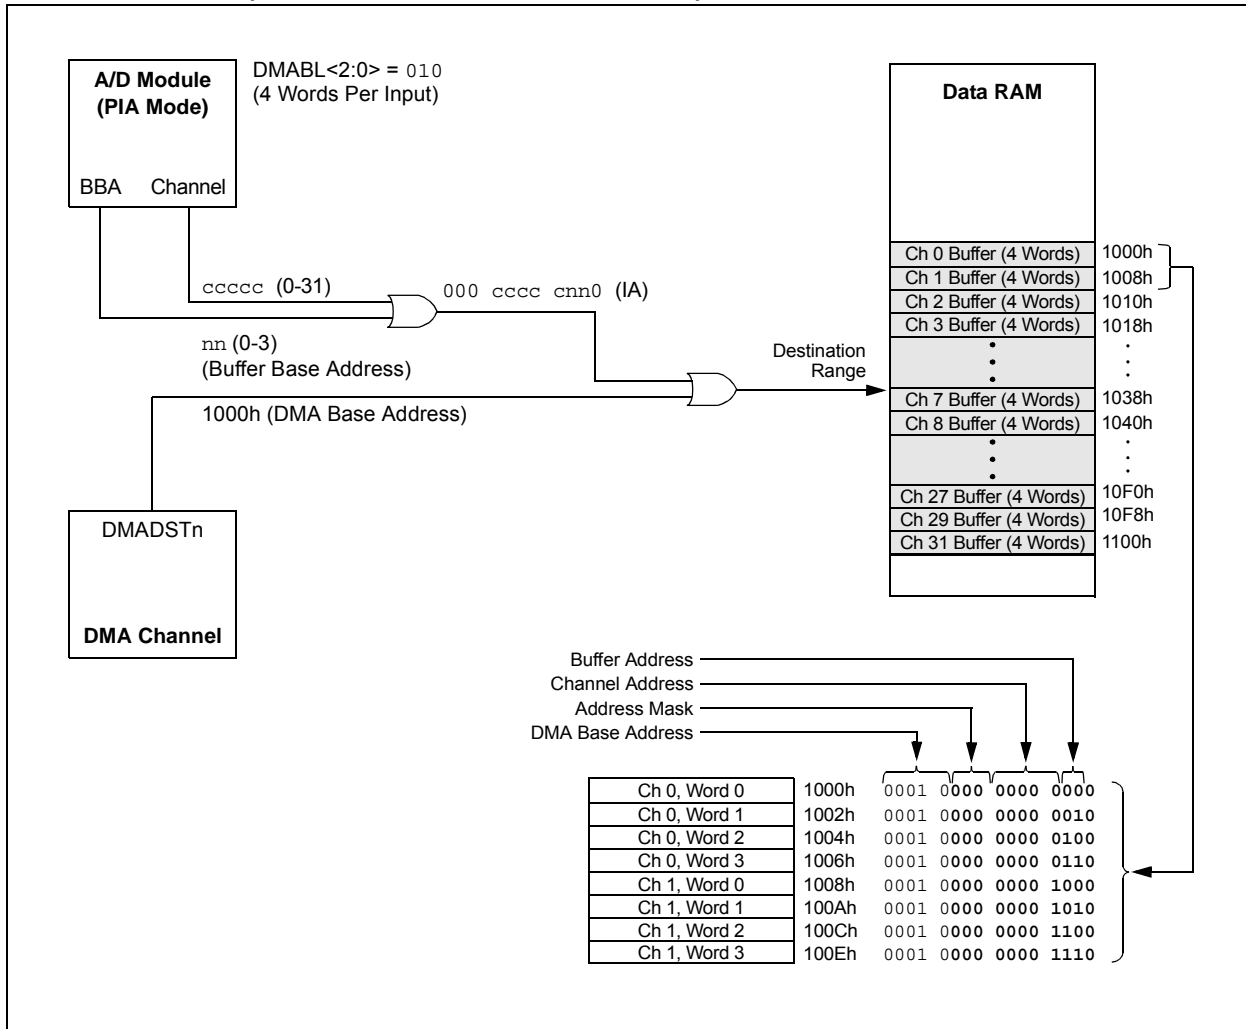 A/D Module
(PIA Mode)
BBA Channel
DMABL<2:0> = 010
(4 Words Per Input)
ccccc (0-31)
000 cccc cnn0 (IA)
nn (0-3)
(Buffer Base Address)
1000h (DMA Base Address)
DMADSTn
DMA Channel
Destination
Range
Data RAM
Ch 0 Buffer (4 Words) 1000h
Ch 1 Buffer (4 Words) 1008h
Ch 2 Buffer (4 Words) 1010h
Ch 3 Buffer (4 Words) 1018h
Ch 7 Buffer (4 Words) 1038h
Ch 8 Buffer (4 Words) 1040h
Ch 27 Buffer (4 Words) 10F0h
Ch 29 Buffer (4 Words) 10F8h
Ch 31 Buffer (4 Words) 1100h
Buffer Address
Channel Address
Address Mask
DMA Base Address
Ch 0, Word 0 1000h 0001 0000 0000 0000
Ch 0, Word 1 1002h 0001 0000 0000 0010
Ch 0, Word 2 1004h 0001 0000 0000 0100
Ch 0, Word 3 1006h 0001 0000 0000 0110
Ch 1, Word 0 1008h 0001 0000 0000 1000
Ch 1, Word 1 100Ah 0001 0000 0000 1010
Ch 1, Word 2 100Ch 0001 0000 0000 1100
Ch 1, Word 3 100Eh 0001 0000 0000 1110